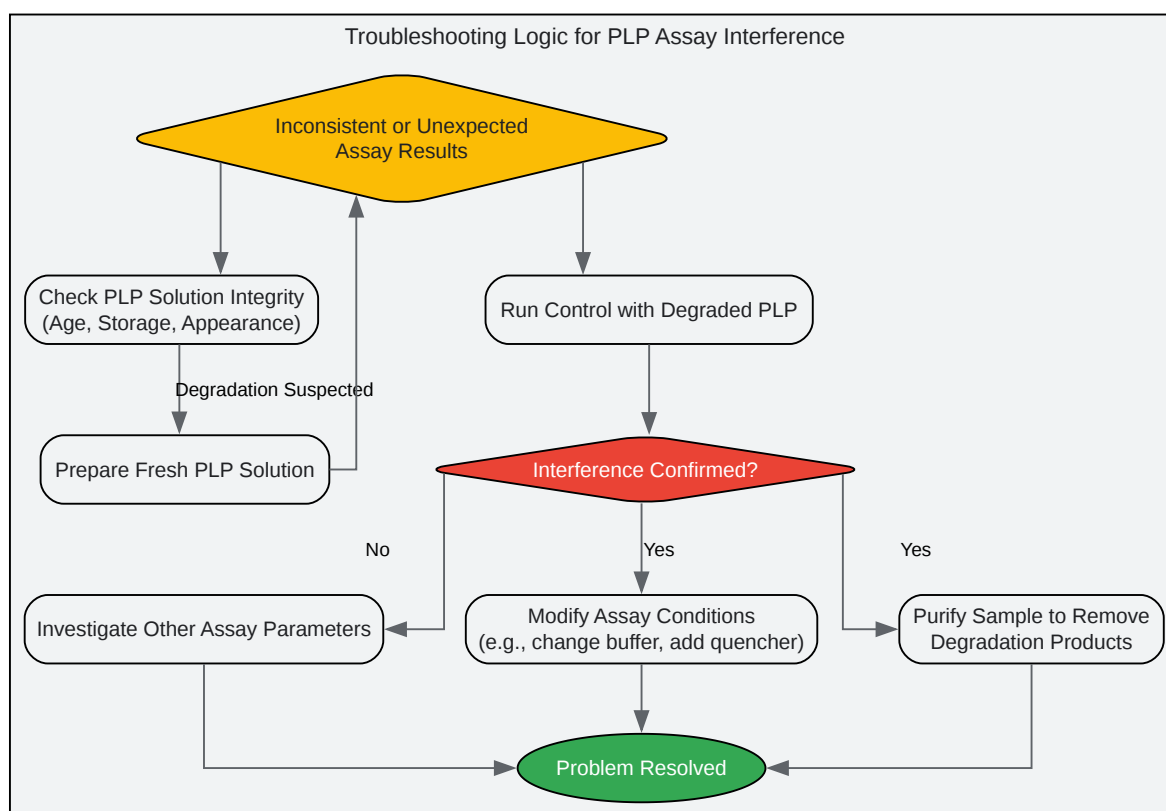 Troubleshooting Logic for PLP Assay Interference
Inconsistent or Unexpected
Assay Results
Check PLP Solution Integrity
(Age, Storage, Appearance)
Run Control with Degraded PLP
Degradation Suspected
Prepare Fresh PLP Solution
Interference Confirmed?
No
Yes
Yes
Investigate Other Assay Parameters
Modify Assay Conditions
(e.g., change buffer, add quencher)
Purify Sample to Remove
Degradation Products
Problem Resolved